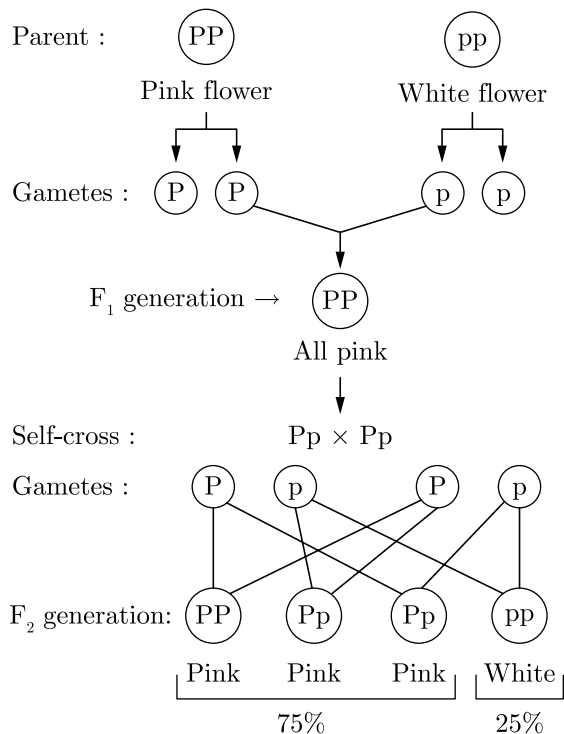 Parent : PP pp
Pink flower White flower
Gametes : P P p p
F₁ generation → PP
All pink
Self-cross : Pp × Pp
Gametes : P p P p
F₂ generation: PP Pp Pp pp
Pink Pink Pink White
75% 25%